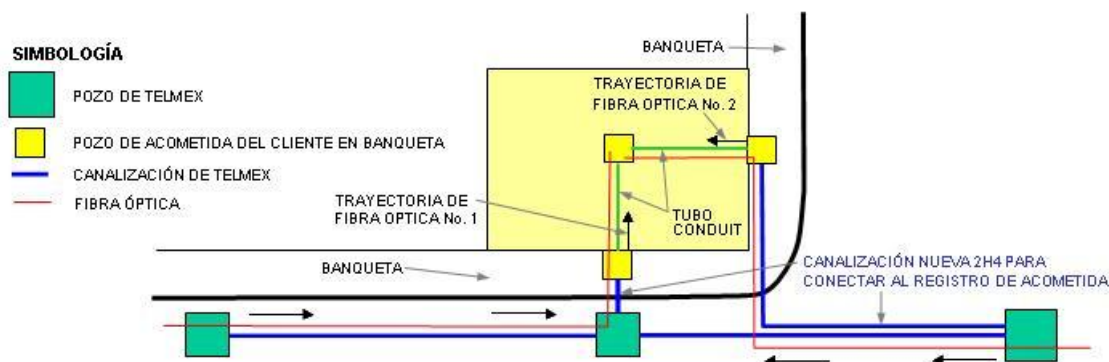 SIMBOLOGÍA
POZO DE TELMEX
POZO DE ACOMETIDA DEL CLIENTE EN BANQUETA
CANALIZACIÓN DE TELMEX
FIBRA ÓPTICA
BANQUETA
TRAYECTORIA DE
FIBRA OPTICA No. 2
TRAYECTORIA DE
FIBRA OPTICA No. 1
TUBO
CONDUIT
BANQUETA
CANALIZACIÓN NUEVA 2H4 PARA
CONECTAR AL REGISTRO DE ACOMETIDA